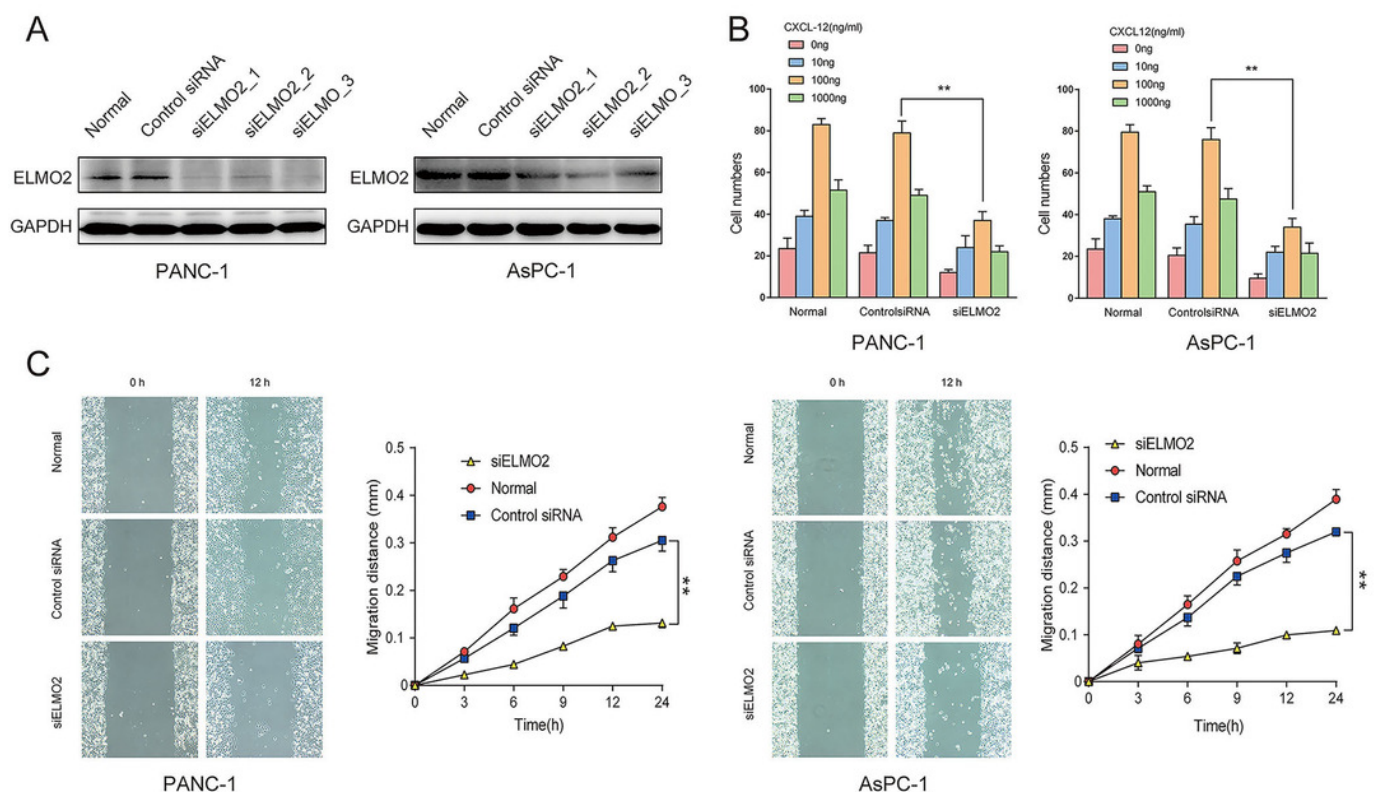 A
Normal
Control siRNA
siELMO2_1
siELMO2_2
siELMO_3
ELMO2
GAPDH
PANC-1
Normal
Control siRNA
siELMO2_1
siELMO2_2
siELMO_3
ELMO2
GAPDH
AsPC-1
B
CXCL-12(ng/ml)
0ng
10ng
100ng
1000ng
**
100
80
60
40
20
0
Cell numbers
Normal
ControlsiRNA
siELMO2
PANC-1
CXCL12(ng/ml)
0ng
10ng
100ng
1000ng
**
100
80
60
40
20
0
Cell numbers
Normal
ControlsiRNA
siELMO2
AsPC-1
C
0 h
12 h
Normal
Control siRNA
siELMO2
PANC-1
siELMO2
Normal
Control siRNA
**
0.5
0.4
0.3
0.2
0.1
0
Migration distance (mm)
0 3 6 9 12 24
Time(h)
0 h
12 h
Normal
Control siRNA
siELMO2
AsPC-1
siELMO2
Normal
Control siRNA
**
0.5
0.4
0.3
0.2
0.1
0
Migration distance (mm)
0 3 6 9 12 24
Time(h)